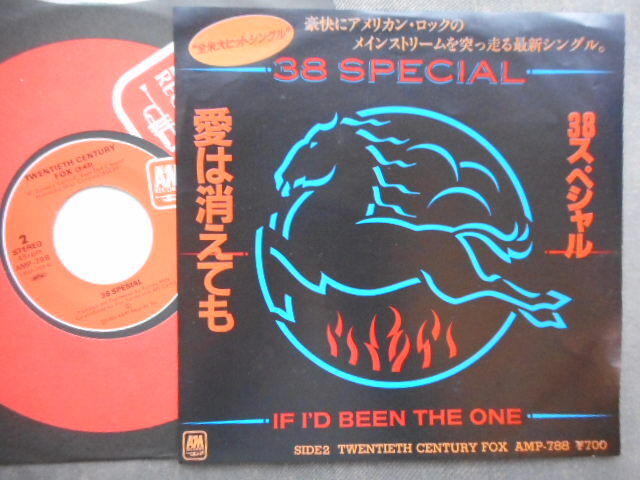 "全米大ヒットシングル"
豪快にアメリカン・ロックの
メインストリームを突っ走る最新シングル。
38 SPECIAL
愛は消えても
38スペシャル
IF I'D BEEN THE ONE
A&M
SIDE2 TWENTIETH CENTURY FOX AMP-788 ¥700
TWENTIETH CENTURY
FOX
2
STEREO
45rpm
AMP-788
A&M
38 SPESIAL